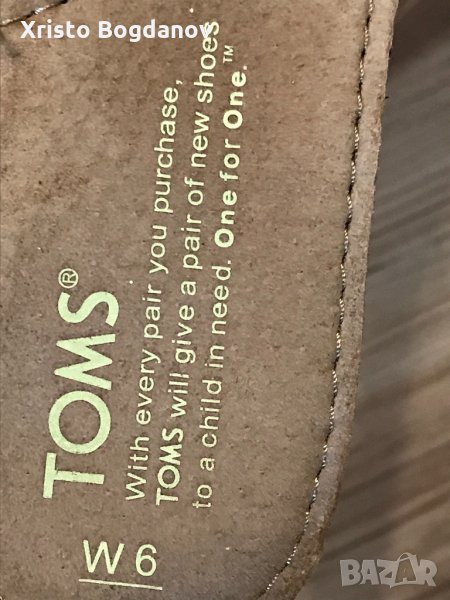 Xristo Bogdanov
TOMS®
With every pair you purchase,
TOMS will give a pair of new shoes
to a child in need. One for One.™
W 6
BAZAR